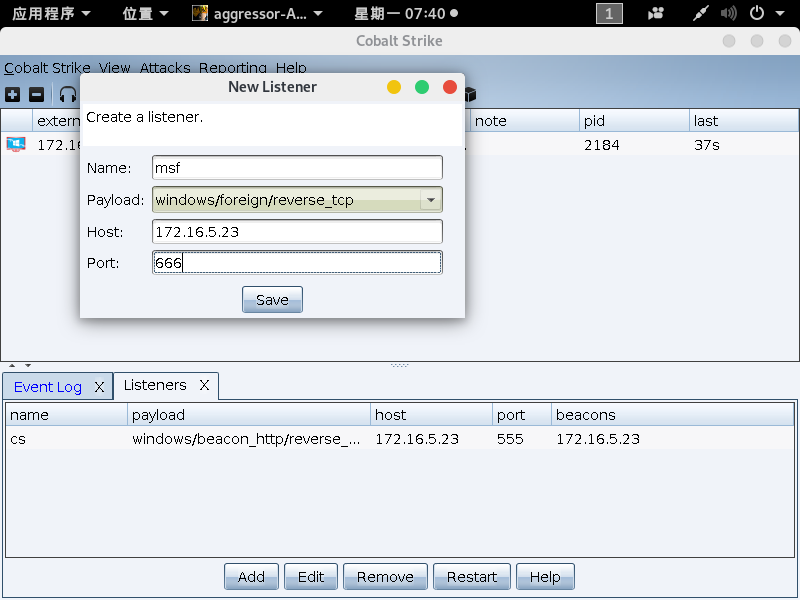 应用程序 位置 aggressor-A... 星期一 07:40 1
Cobalt Strike
Cobalt Strike View Attacks Reporting Help
New Listener
Create a listener.
extern note pid last
172.16 . 2184 37s
Name: msf
Payload: windows/foreign/reverse_tcp
Host: 172.16.5.23
Port: 666
Save
Event Log X Listeners X
name payload host port beacons
cs windows/beacon_http/reverse_... 172.16.5.23 555 172.16.5.23
Add Edit Remove Restart Help